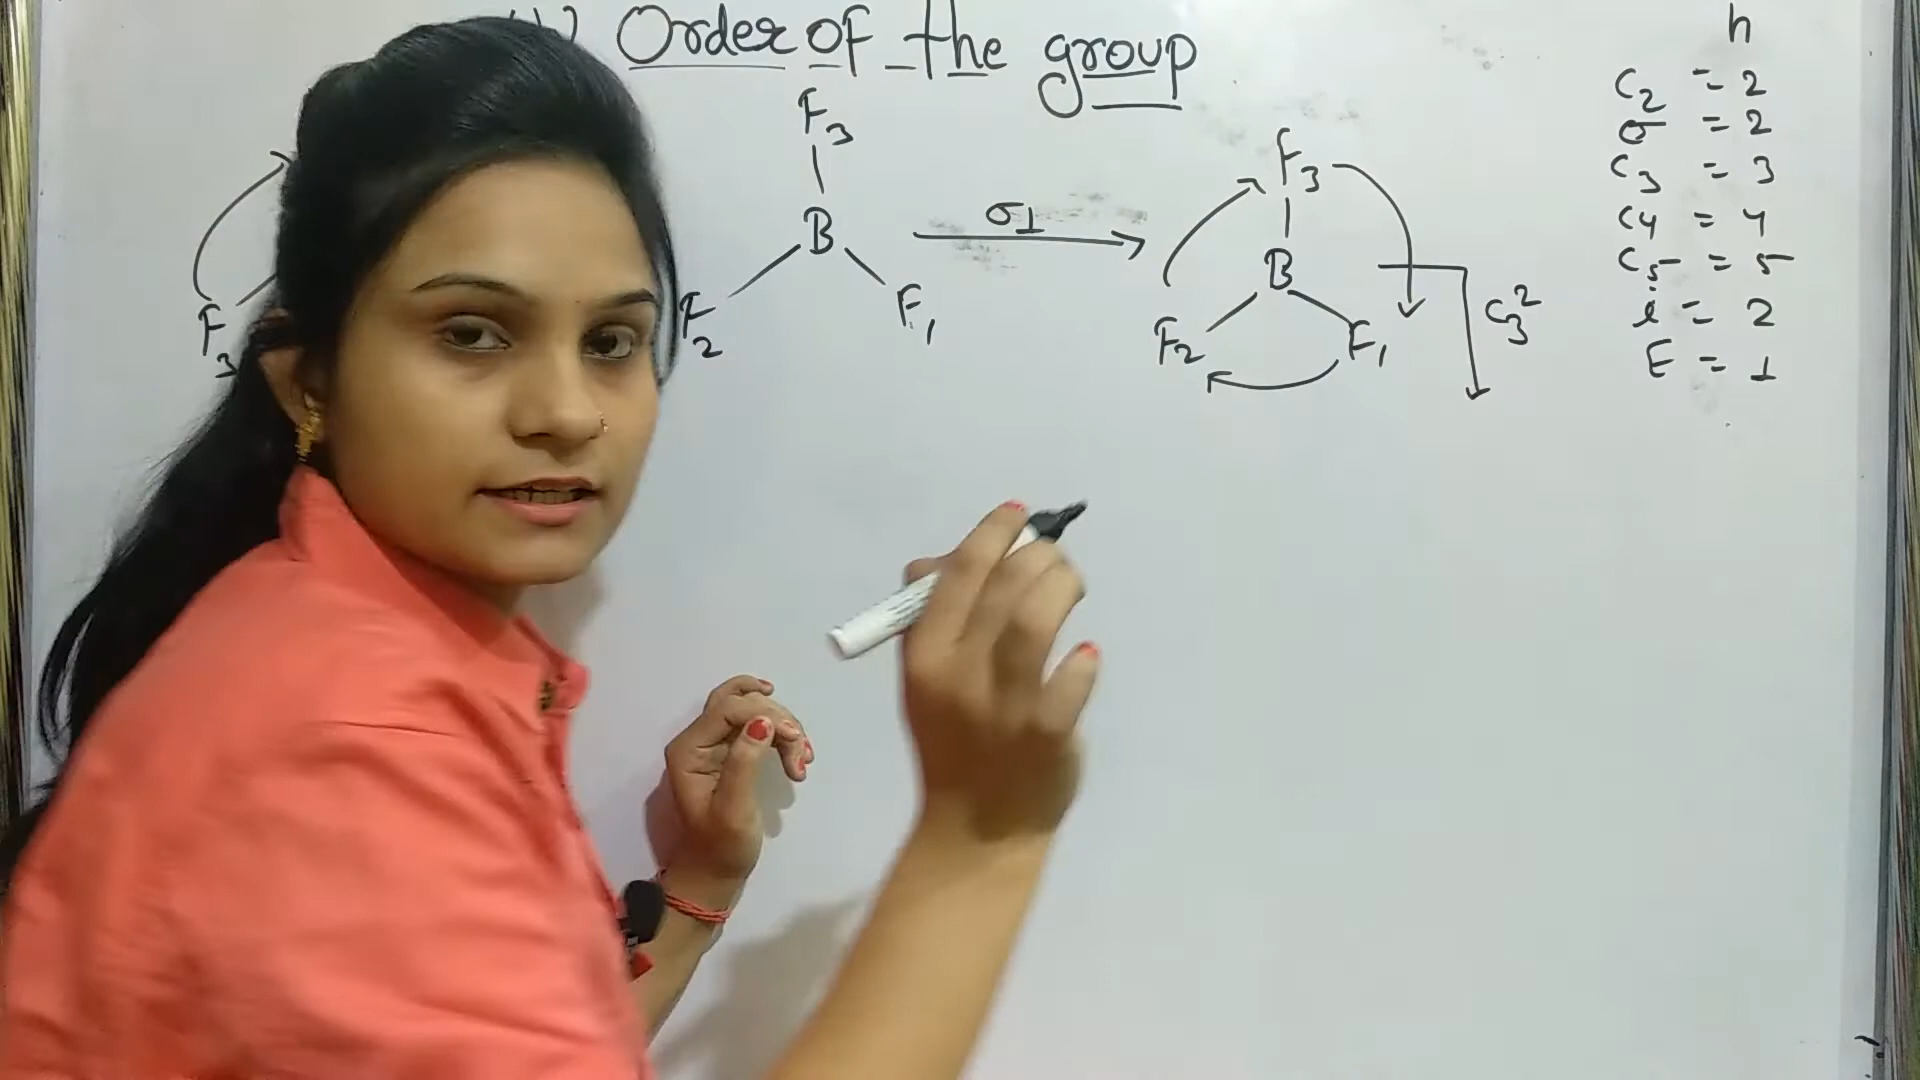 Order of the group
F3
B
F2 F1
F3
σ⊥
F3
B
F2 F1
C3²
h
C2 = 2
σ = 2
C3 = 3
C4 = 4
C5 = 5
i = 2
E = 1